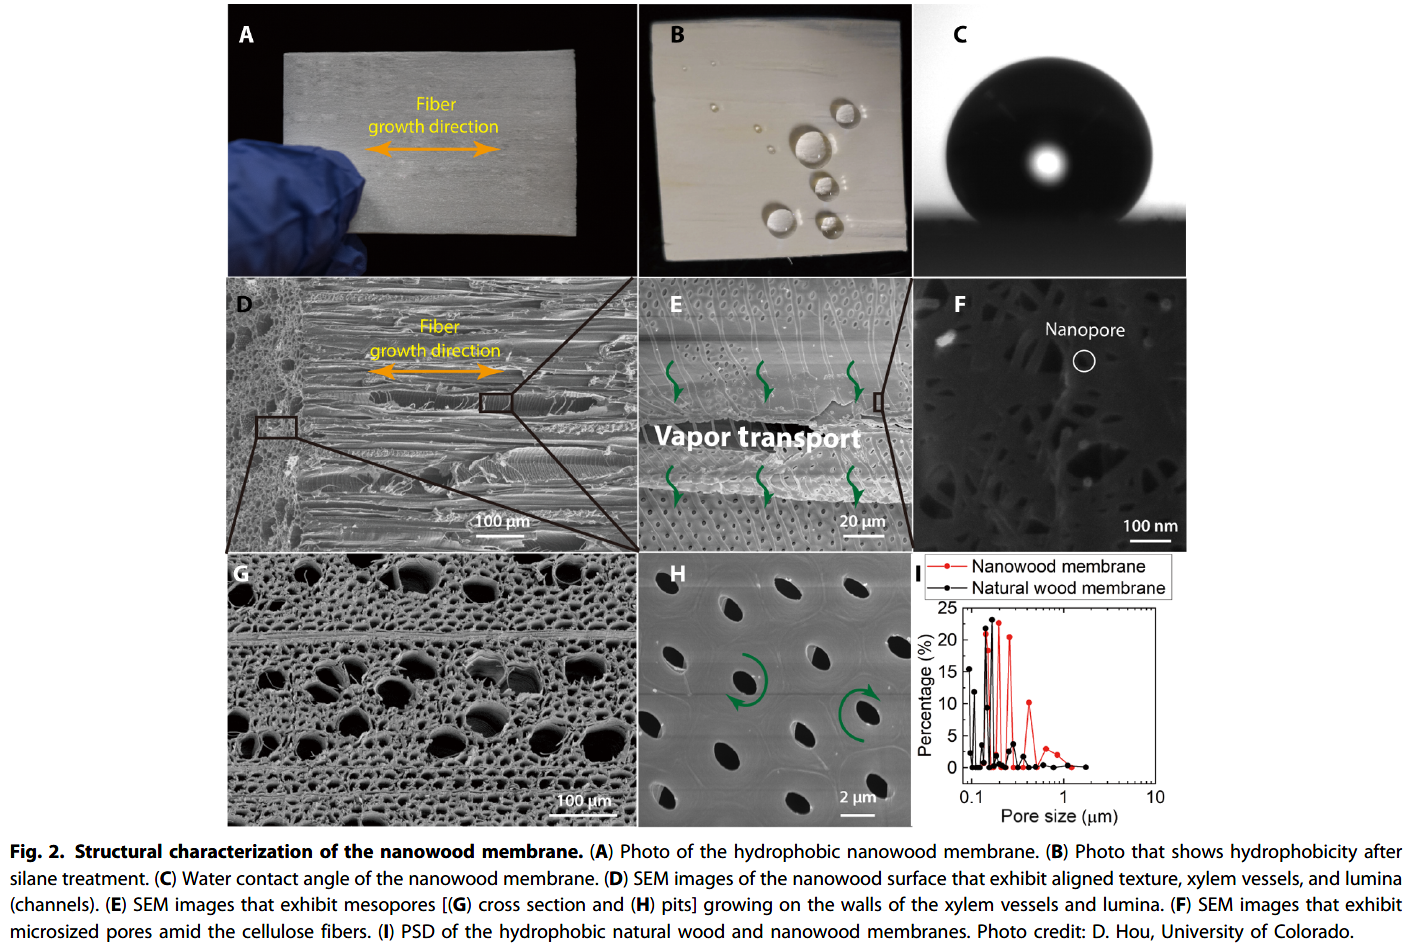 A
Fiber
growth direction
B
C
D
Fiber
growth direction
100 µm
E
Vapor transport
20 µm
F
Nanopore
100 nm
G
100 µm
H
2 µm
I
Nanowood membrane
Natural wood membrane
Percentage (%)
25
20
15
10
5
0
0.1
1
10
Pore size (µm)
Fig. 2. Structural characterization of the nanowood membrane. (A) Photo of the hydrophobic nanowood membrane. (B) Photo that shows hydrophobicity after
silane treatment. (C) Water contact angle of the nanowood membrane. (D) SEM images of the nanowood surface that exhibit aligned texture, xylem vessels, and lumina
(channels). (E) SEM images that exhibit mesopores [(G) cross section and (H) pits] growing on the walls of the xylem vessels and lumina. (F) SEM images that exhibit
microsized pores amid the cellulose fibers. (I) PSD of the hydrophobic natural wood and nanowood membranes. Photo credit: D. Hou, University of Colorado.